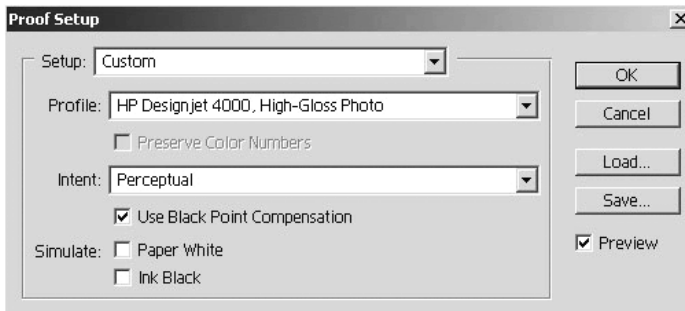 Proof Setup
Setup: Custom
OK
Profile: HP Designjet 4000, High-Gloss Photo
Cancel
Preserve Color Numbers
Load...
Intent: Perceptual
Save...
Use Black Point Compensation
Preview
Simulate: Paper White
Ink Black